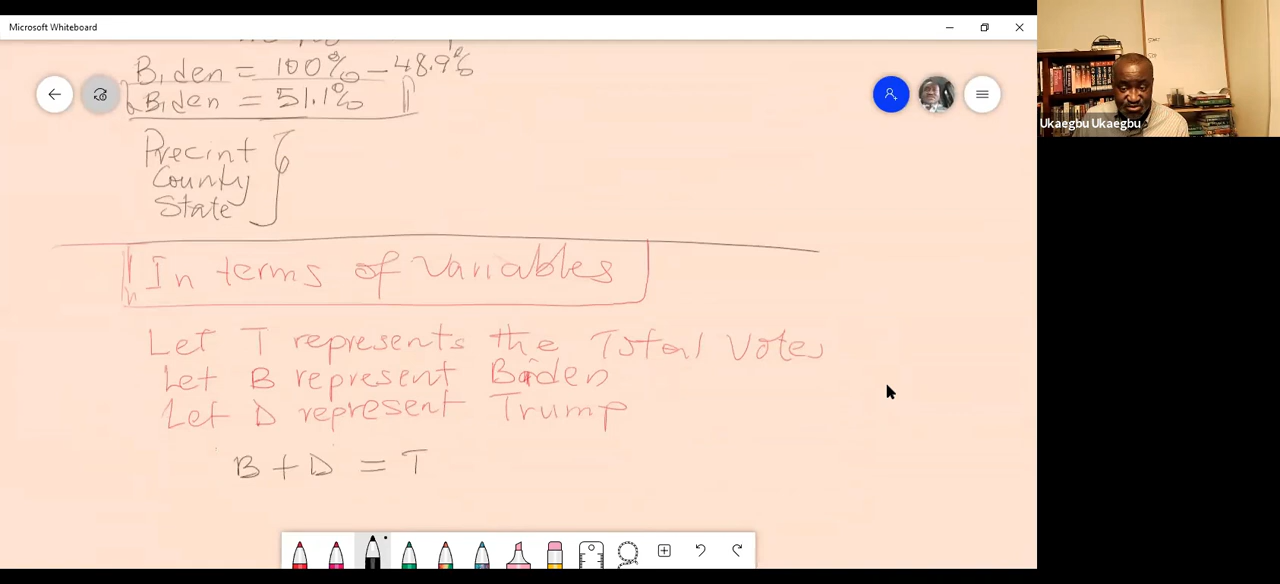 Microsoft Whiteboard
Biden = 100% - 48.9%
Biden = 51.1%
Ukaegbu Ukaegbu
Precint
County
State
In terms of Variables
Let T represents the Total Votes
Let B represent Biden
Let D represent Trump
B + D = T